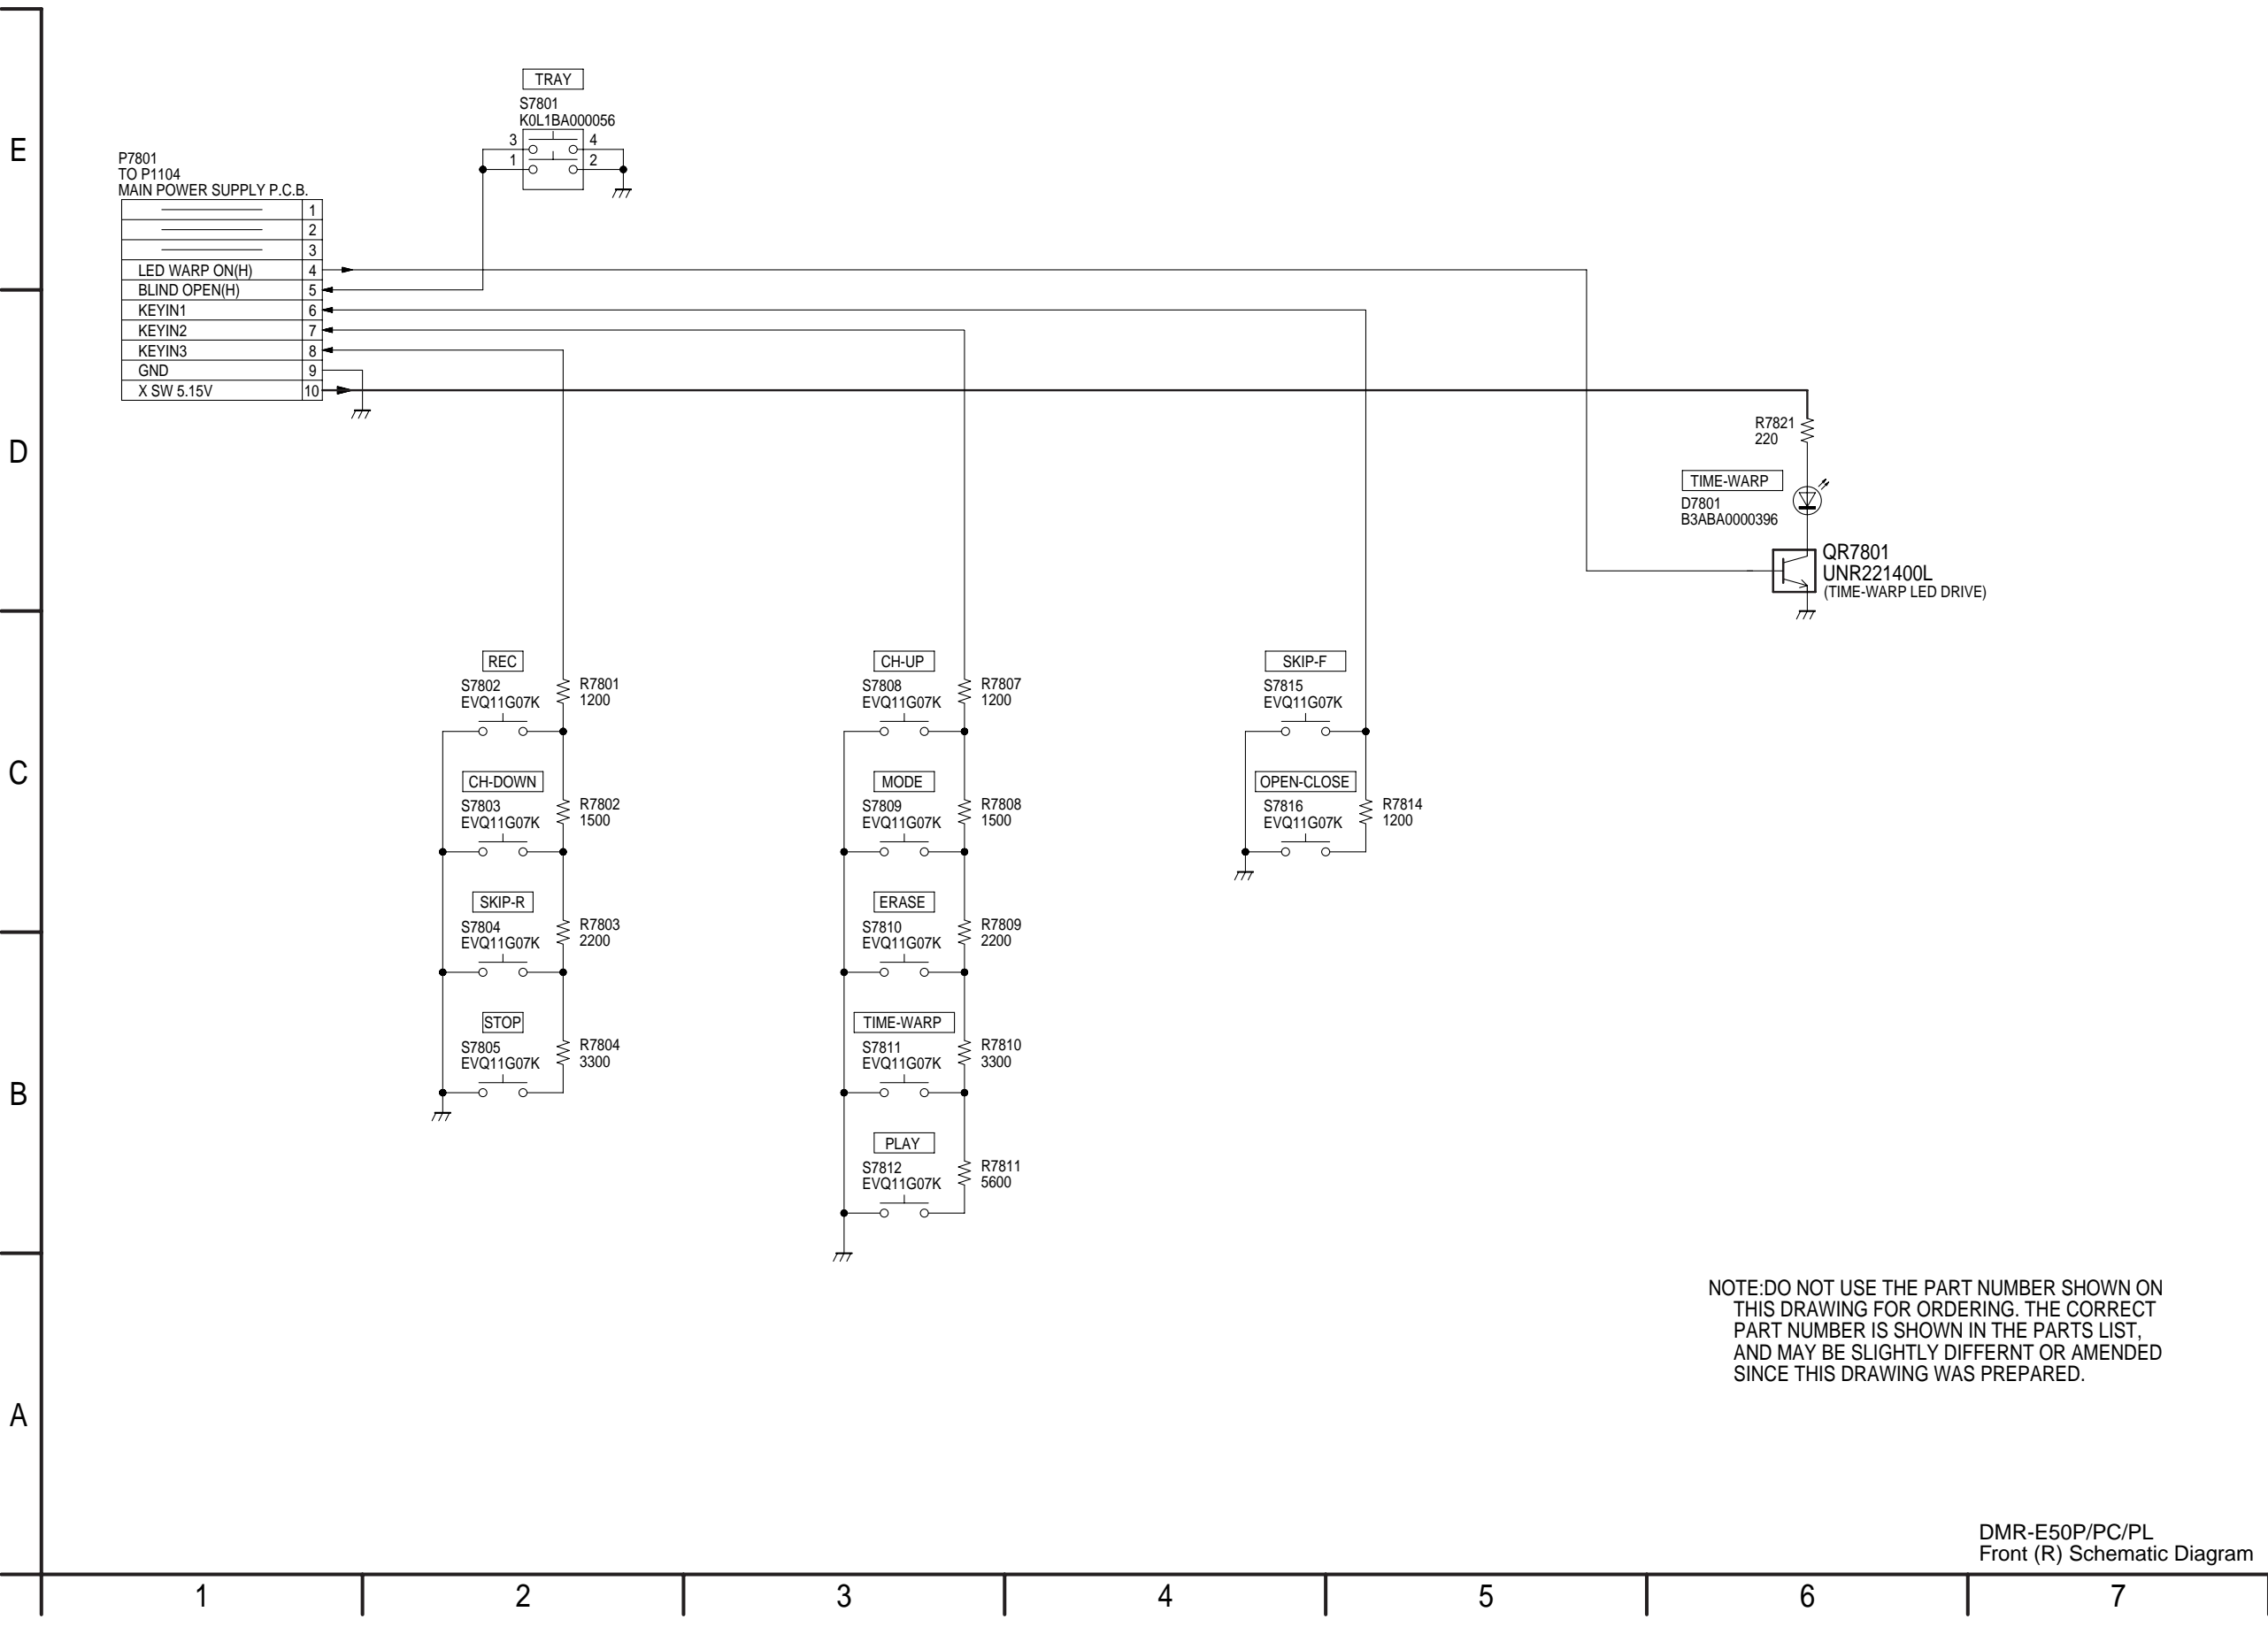 E
TRAY
S7801
K0L1BA000056
3
4
1
2
P7801
TO P1104
MAIN POWER SUPPLY P.C.B.
1
2
3
LED WARP ON(H) 4
BLIND OPEN(H) 5
KEYIN1 6
KEYIN2 7
KEYIN3 8
GND 9
X SW 5.15V 10
D
R7821
220
TIME-WARP
D7801
B3ABA0000396
QR7801
UNR221400L
(TIME-WARP LED DRIVE)
C
REC
S7802
EVQ11G07K
R7801
1200
CH-DOWN
S7803
EVQ11G07K
R7802
1500
SKIP-R
S7804
EVQ11G07K
R7803
2200
STOP
S7805
EVQ11G07K
R7804
3300
CH-UP
S7808
EVQ11G07K
R7807
1200
MODE
S7809
EVQ11G07K
R7808
1500
ERASE
S7810
EVQ11G07K
R7809
2200
TIME-WARP
S7811
EVQ11G07K
R7810
3300
PLAY
S7812
EVQ11G07K
R7811
5600
SKIP-F
S7815
EVQ11G07K
OPEN-CLOSE
S7816
EVQ11G07K
R7814
1200
B
NOTE:DO NOT USE THE PART NUMBER SHOWN ON
THIS DRAWING FOR ORDERING. THE CORRECT
PART NUMBER IS SHOWN IN THE PARTS LIST,
AND MAY BE SLIGHTLY DIFFERNT OR AMENDED
SINCE THIS DRAWING WAS PREPARED.
A
DMR-E50P/PC/PL
Front (R) Schematic Diagram
1 2 3 4 5 6 7